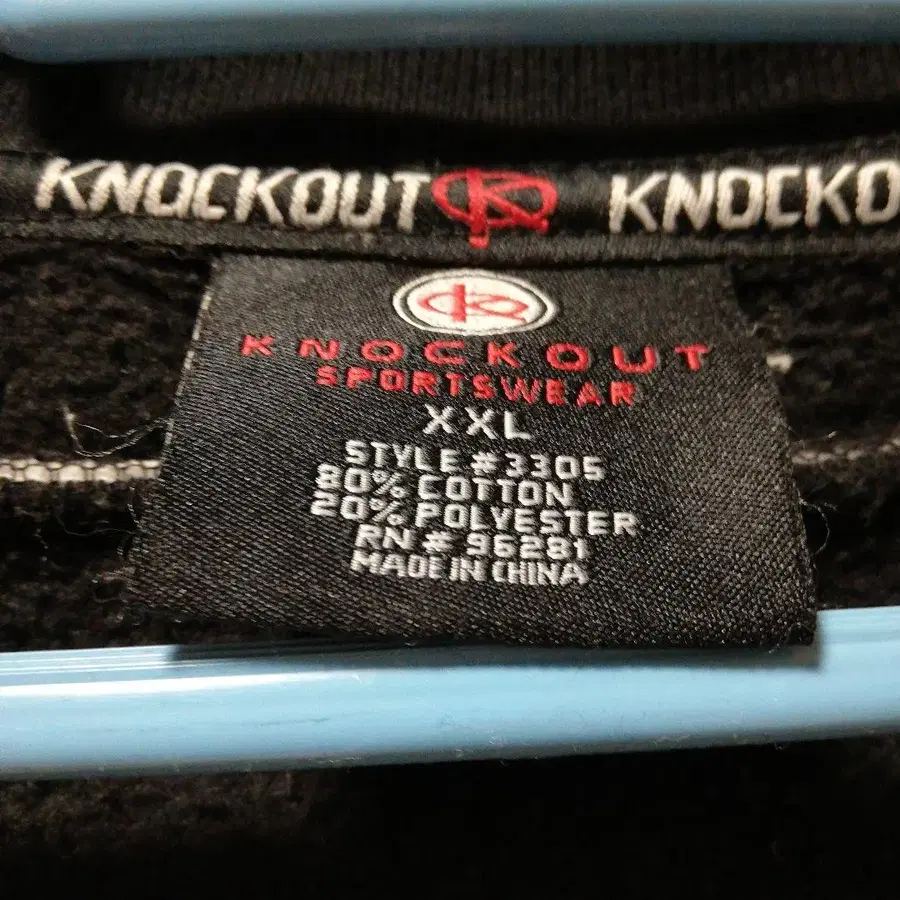 KNOCKOUT KNOCKO
KNOCKOUT
SPORTSWEAR
XXL
STYLE # 3305
80% COTTON
20% POLYESTER
RN # 96281
MADE IN CHINA